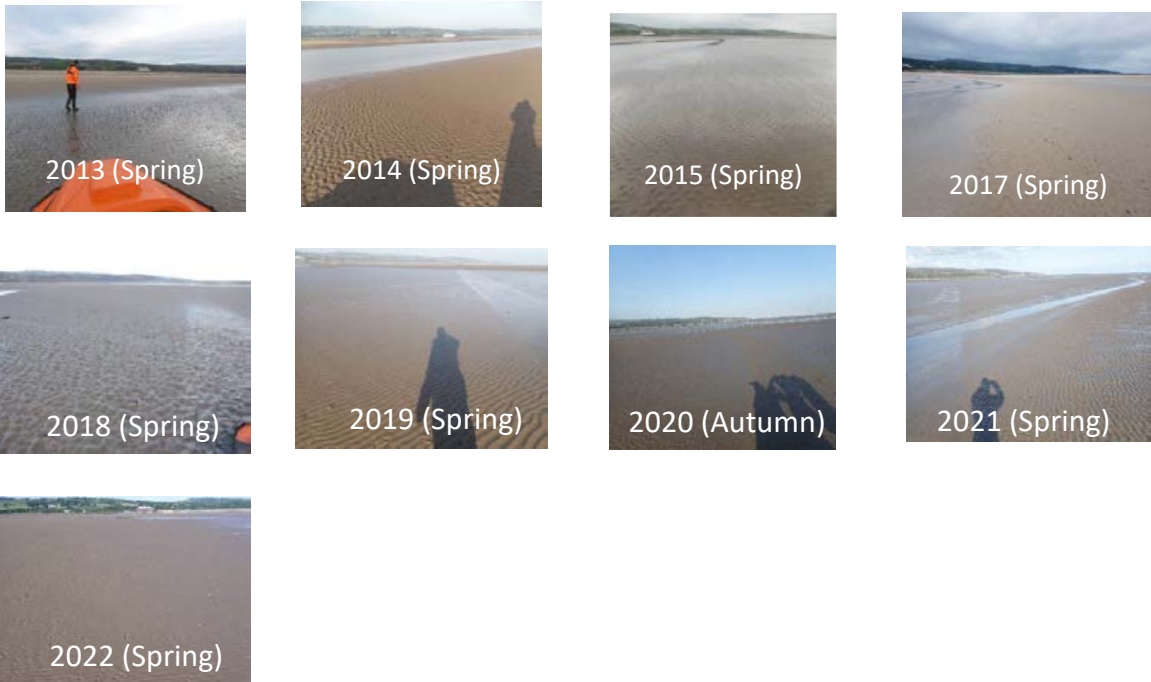 2013 (Spring)
2014 (Spring)
2015 (Spring)
2017 (Spring)
2018 (Spring)
2019 (Spring)
2020 (Autumn)
2021 (Spring)
2022 (Spring)